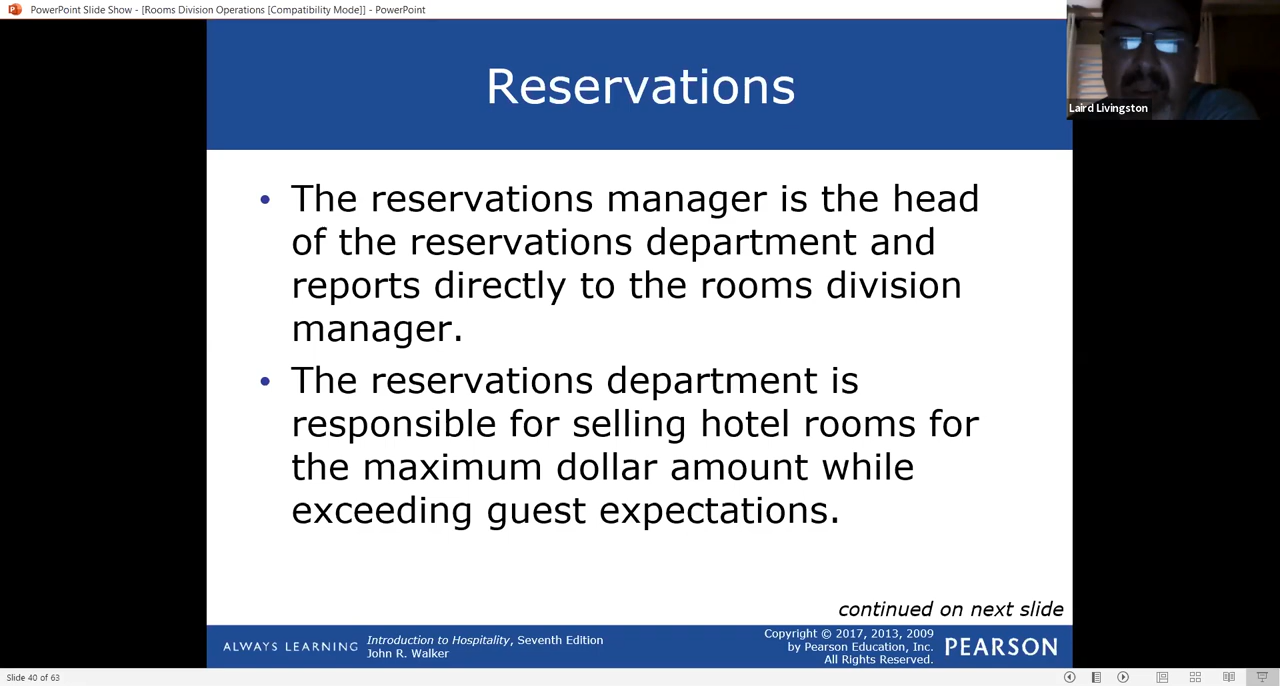 PowerPoint Slide Show - [Rooms Division Operations [Compatibility Mode]] - PowerPoint
Laird Livingston
Reservations
• The reservations manager is the head
of the reservations department and
reports directly to the rooms division
manager.
• The reservations department is
responsible for selling hotel rooms for
the maximum dollar amount while
exceeding guest expectations.
continued on next slide
ALWAYS LEARNING
Introduction to Hospitality, Seventh Edition
John R. Walker
Copyright © 2017, 2013, 2009
by Pearson Education, Inc.
All Rights Reserved.
PEARSON
Slide 40 of 63